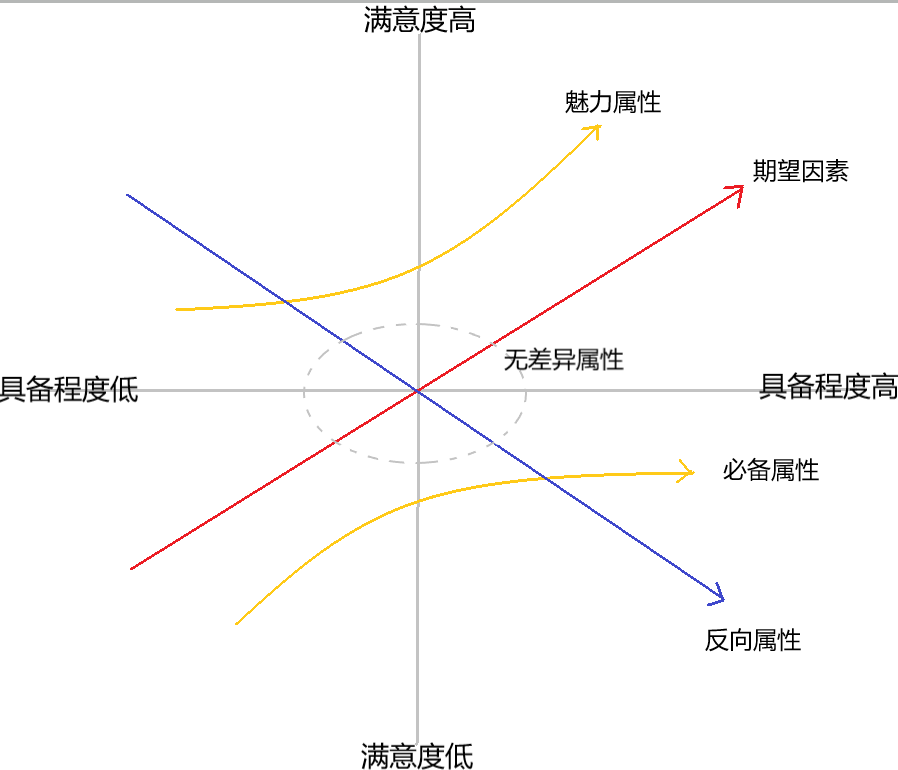 满意度高
魅力属性
期望因素
无差异属性
具备程度低
具备程度高
必备属性
反向属性
满意度低